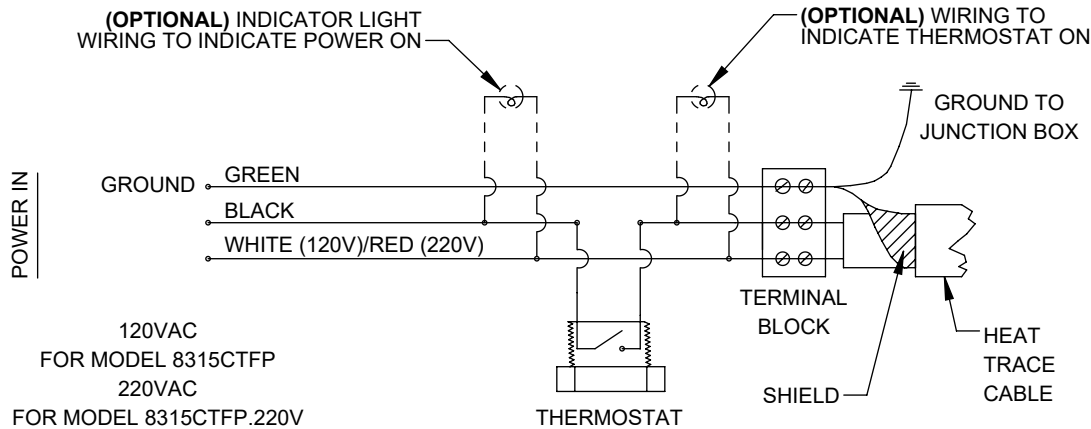 (OPTIONAL) INDICATOR LIGHT
WIRING TO INDICATE POWER ON
(OPTIONAL) WIRING TO
INDICATE THERMOSTAT ON
GROUND TO
JUNCTION BOX
POWER IN
GROUND
GREEN
BLACK
WHITE (120V)/RED (220V)
TERMINAL
BLOCK
HEAT
TRACE
CABLE
SHIELD
THERMOSTAT
120VAC
FOR MODEL 8315CTFP
220VAC
FOR MODEL 8315CTFP.220V